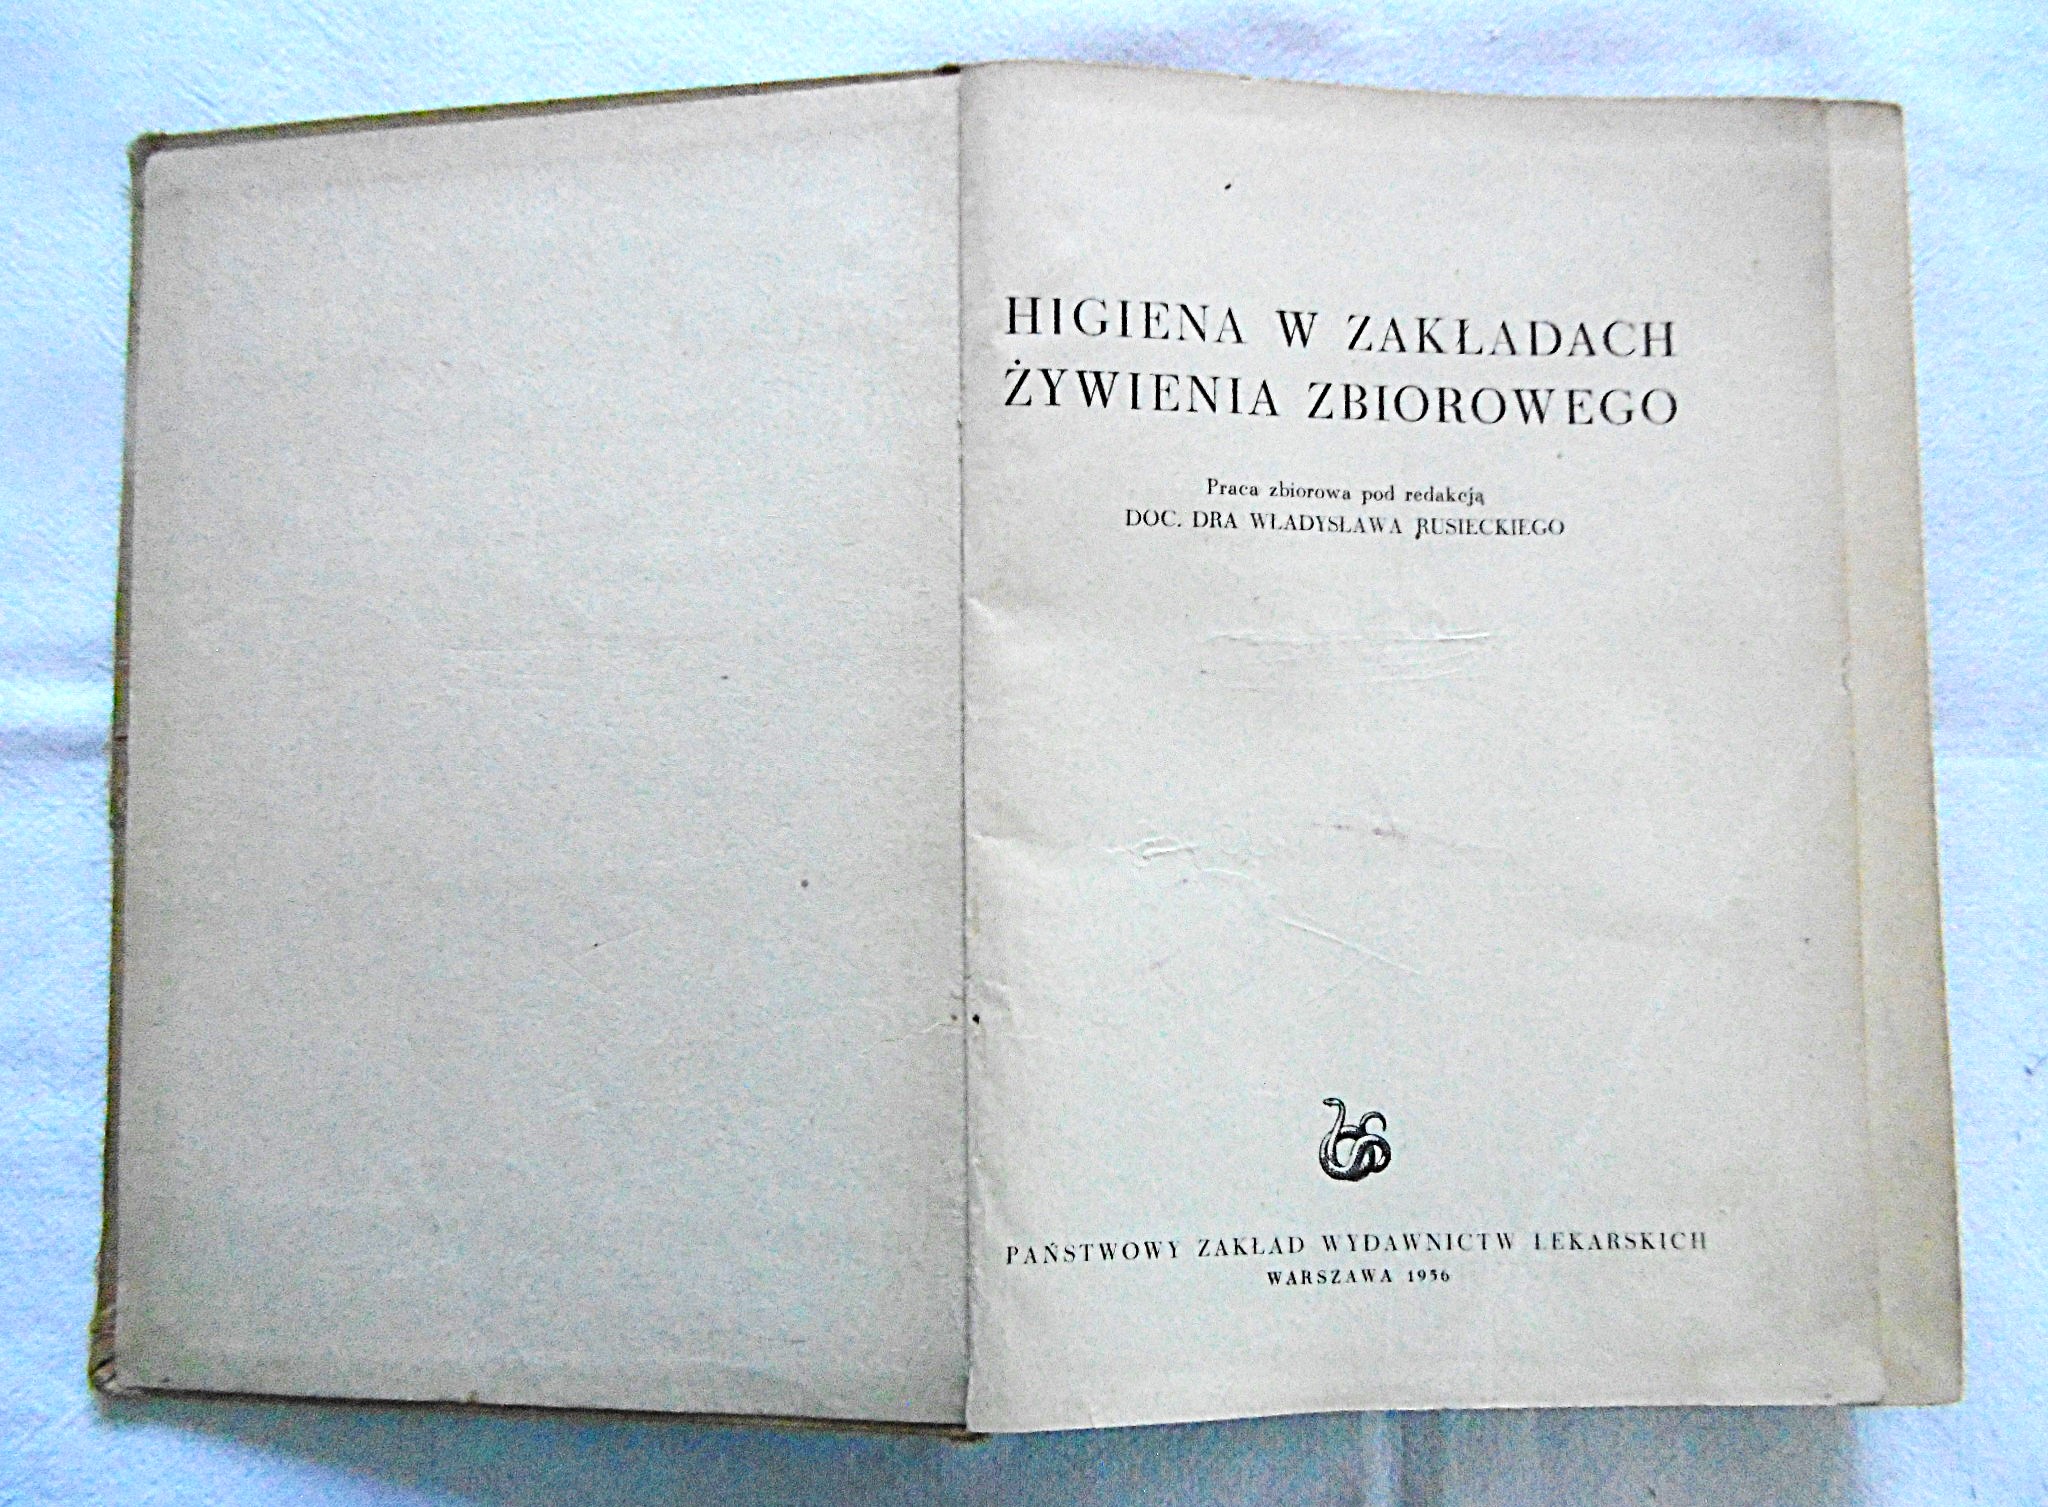 HIGIENA W ZAKŁADACH
ŻYWIENIA ZBIOROWEGO
Praca zbiorowa pod redakcją
DOC. DRA WŁADYSŁAWA RUSIECKIEGO
PAŃSTWOWY ZAKŁAD WYDAWNICTW LEKARSKICH
WARSZAWA 1956